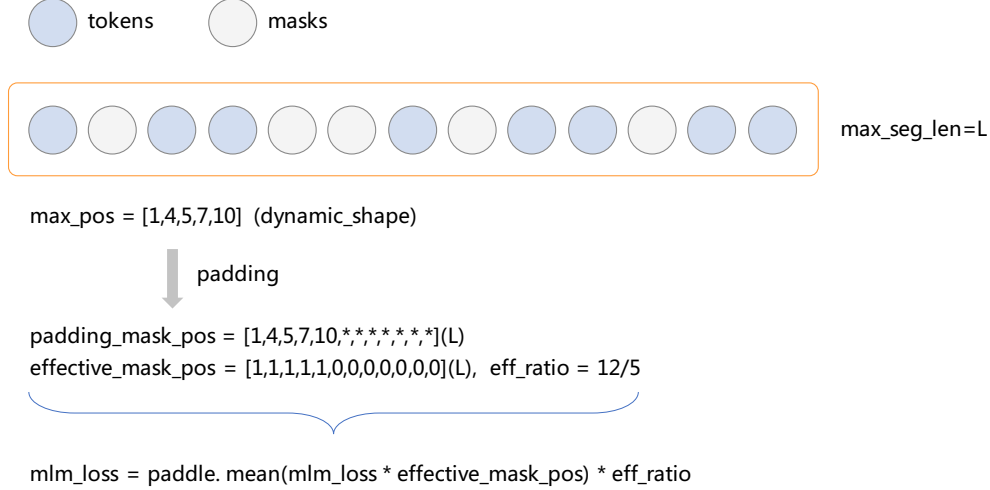 tokens masks
max_seg_len=L
max_pos = [1,4,5,7,10] (dynamic_shape)
padding
padding_mask_pos = [1,4,5,7,10,*,*,*,*,*,*,*](L)
effective_mask_pos = [1,1,1,1,1,0,0,0,0,0,0,0](L), eff_ratio = 12/5
mlm_loss = paddle. mean(mlm_loss * effective_mask_pos) * eff_ratio